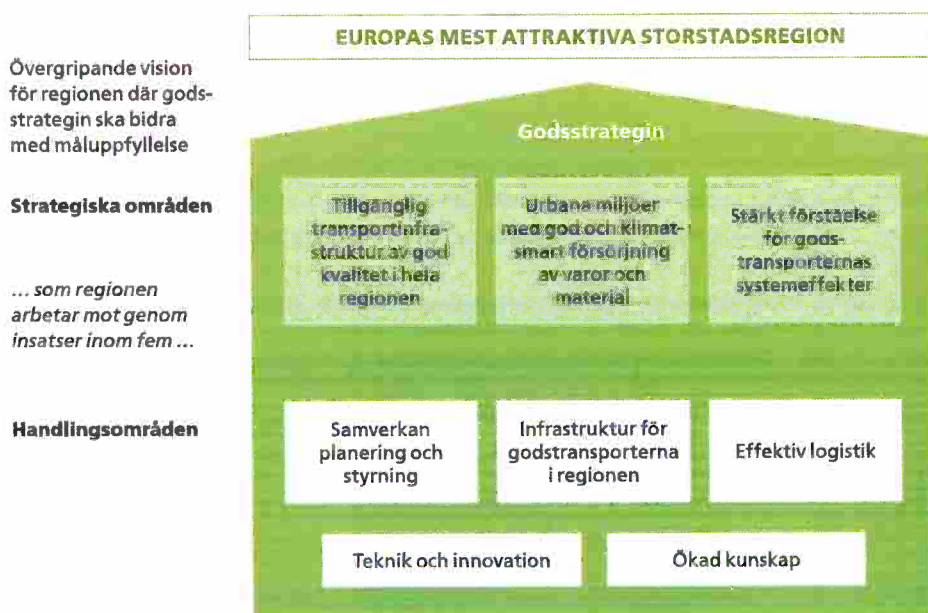 EUROPAS MEST ATTRAKTIVA STORSTADSREGION
Övergripande vision
för regionen där gods-
strategin ska bidra
med måluppfyllelse
Godsstrategin
Strategiska områden
Tillgänglig
transportinfra-
struktur av god
kvalitet i hela
regionen
Urbana miljöer
med god och klimat-
smart försörjning
av varor och
material
Stärkt förståelse
för gods-
transporternas
systemeffekter
... som regionen
arbetar mot genom
insatser inom fem ...
Handlingsområden
Samverkan
planering och
styrning
Infrastruktur för
godstransporterna
i regionen
Effektiv logistik
Teknik och innovation
Ökad kunskap